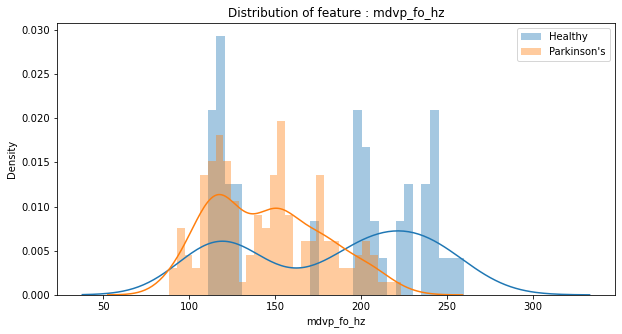 Distribution of feature : mdvp_fo_hz
Healthy
Parkinson's
0.030
0.025
0.020
0.015
0.010
0.005
0.000
Density
50 100 150 200 250 300
mdvp_fo_hz